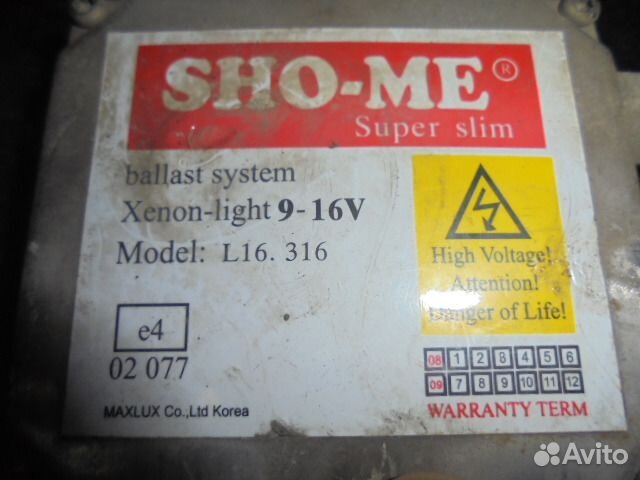 SHO-ME®
Super slim
ballast system
Xenon-light 9-16V
Model: L16. 316
High Voltage!
Attention!
Danger of Life!
e4
02 077
08 1 2 3 4 5 6
09 7 8 9 10 11 12
WARRANTY TERM
MAXLUX Co.,Ltd Korea
Avito